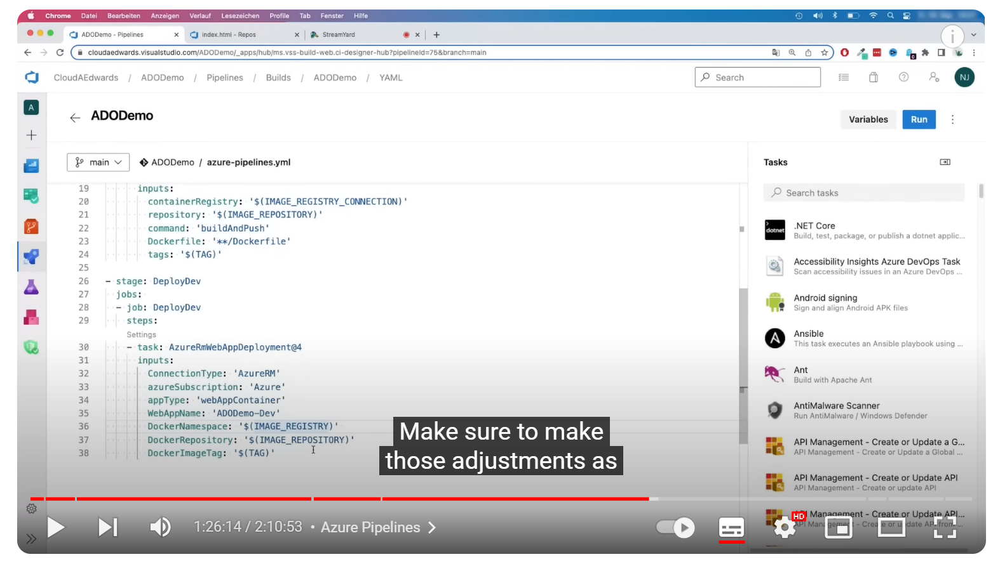 Chrome Datei Bearbeiten Anzeigen Verlauf Lesezeichen Profile Tab Fenster Hilfe
ADODemo - Pipelines
index.html - Repos
StreamYard
cloudaedwards.visualstudio.com/ADODemo/_apps/hub/ms.vss-build-web.ci-designer-hub?pipelineId=75&branch=main
CloudAEdwards / ADODemo / Pipelines / Builds / ADODemo / YAML
Search
NJ
A
ADODemo
Variables
Run
main
ADODemo / azure-pipelines.yml
19 inputs:
20 containerRegistry: '$(IMAGE_REGISTRY_CONNECTION)'
21 repository: '$(IMAGE_REPOSITORY)'
22 command: 'buildAndPush'
23 Dockerfile: '**/Dockerfile'
24 tags: '$(TAG)'
25
26 - stage: DeployDev
27 jobs:
28 - job: DeployDev
29 steps:
Settings
30 - task: AzureRmWebAppDeployment@4
31 inputs:
32 ConnectionType: 'AzureRM'
33 azureSubscription: 'Azure'
34 appType: 'webAppContainer'
35 WebAppName: 'ADODemo-Dev'
36 DockerNamespace: '$(IMAGE_REGISTRY)'
37 DockerRepository: '$(IMAGE_REPOSITORY)'
38 DockerImageTag: '$(TAG)'
Tasks
Search tasks
dotnet
.NET Core
Build, test, package, or publish a dotnet applic...
Accessibility Insights Azure DevOps Task
Scan accessibility issues in an Azure DevOps ...
Android signing
Sign and align Android APK files
Ansible
This task executes an Ansible playbook using ...
Ant
Build with Apache Ant
AntiMalware Scanner
Run AntiMalware / Windows Defender
API Management - Create or Update a G...
API Management - Create or Update a Global ...
API Management - Create or Update API
API Management - Create or update API
API Management - Create or Update API...
API Management - Create or update API from...
Make sure to make
those adjustments as
1:26:14 / 2:10:53 • Azure Pipelines
HD